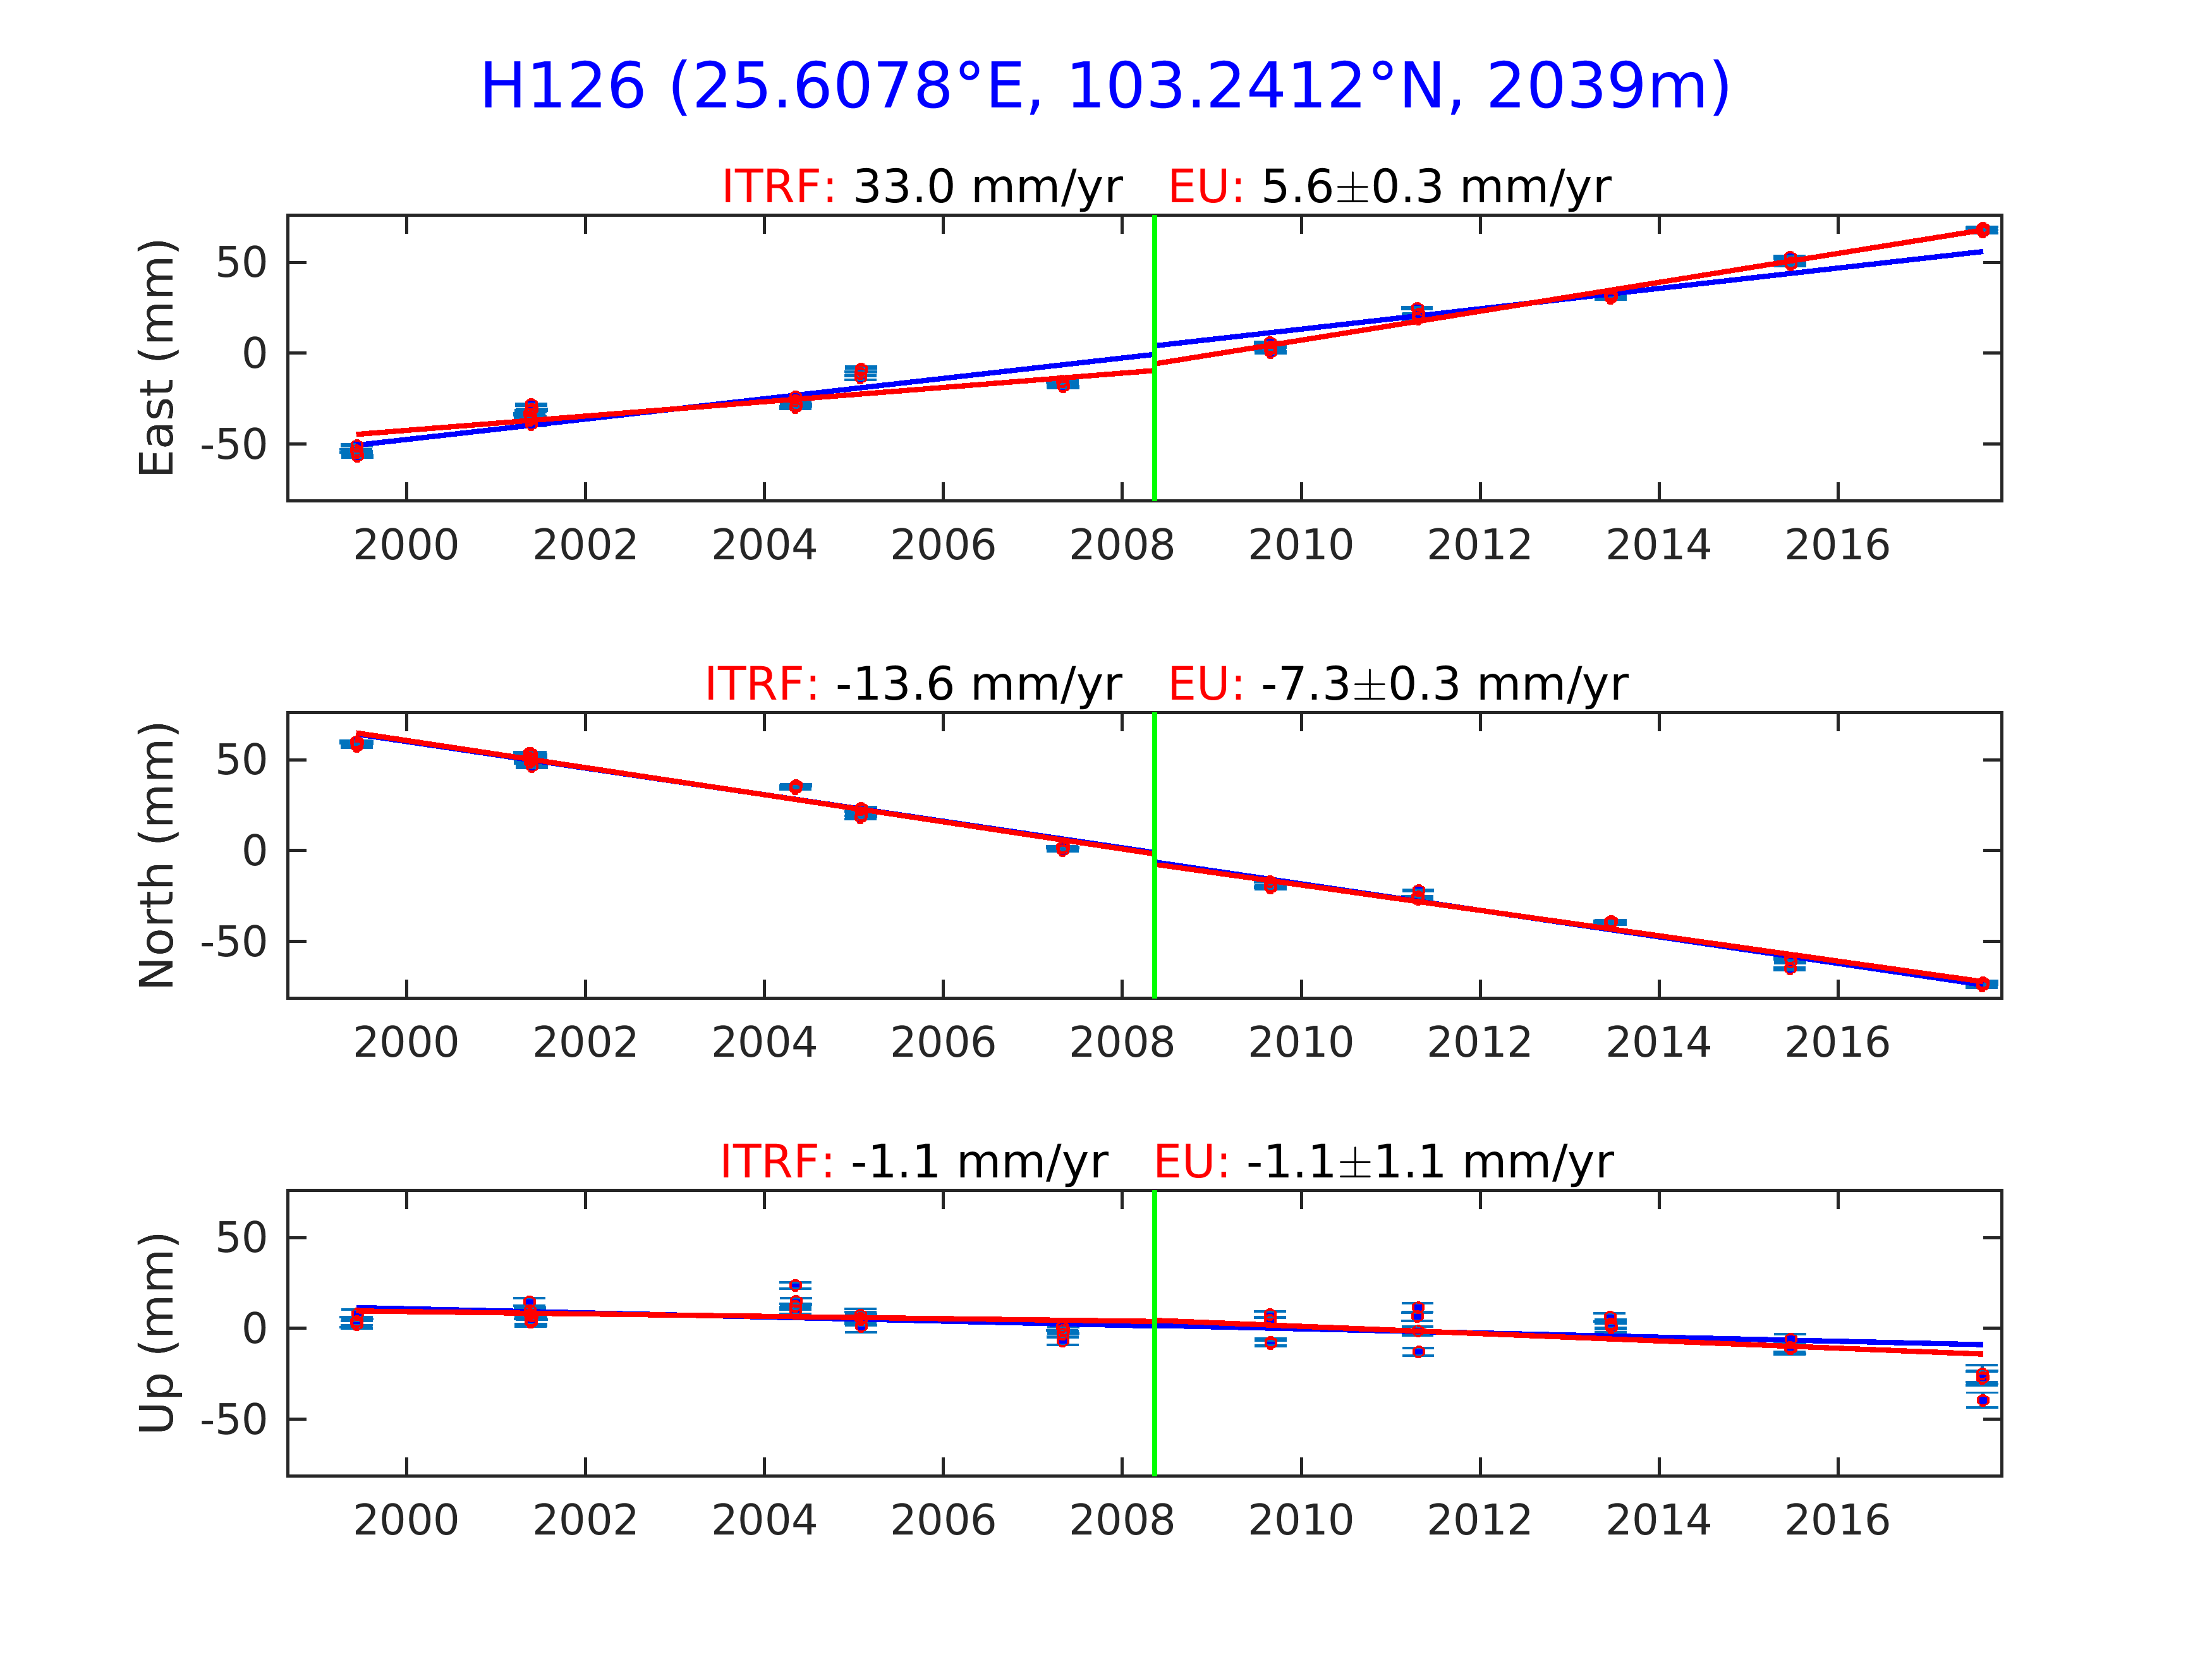 H126 (25.6078°E, 103.2412°N, 2039m)
ITRF: 33.0 mm/yr EU: 5.6±0.3 mm/yr
East (mm)
50
0
-50
2000 2002 2004 2006 2008 2010 2012 2014 2016
ITRF: -13.6 mm/yr EU: -7.3±0.3 mm/yr
North (mm)
50
0
-50
2000 2002 2004 2006 2008 2010 2012 2014 2016
ITRF: -1.1 mm/yr EU: -1.1±1.1 mm/yr
Up (mm)
50
0
-50
2000 2002 2004 2006 2008 2010 2012 2014 2016